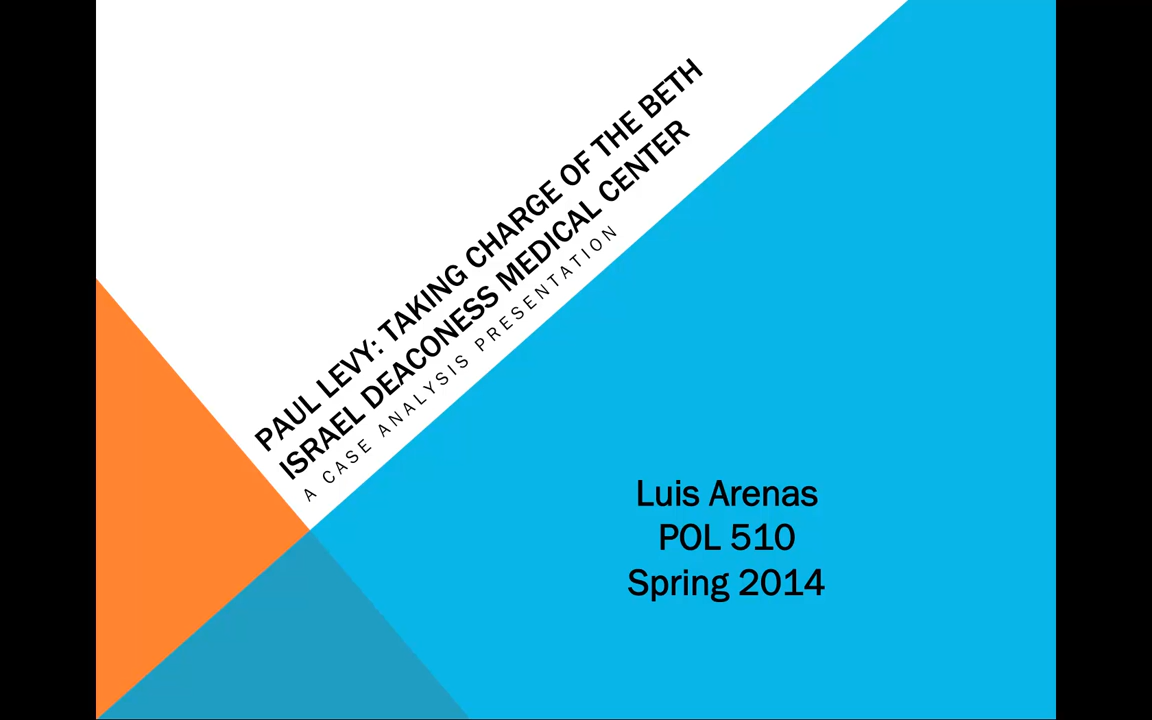 PAUL LEVY: TAKING CHARGE OF THE BETH
ISRAEL DEACONESS MEDICAL CENTER
A CASE ANALYSIS PRESENTATION
Luis Arenas
POL 510
Spring 2014